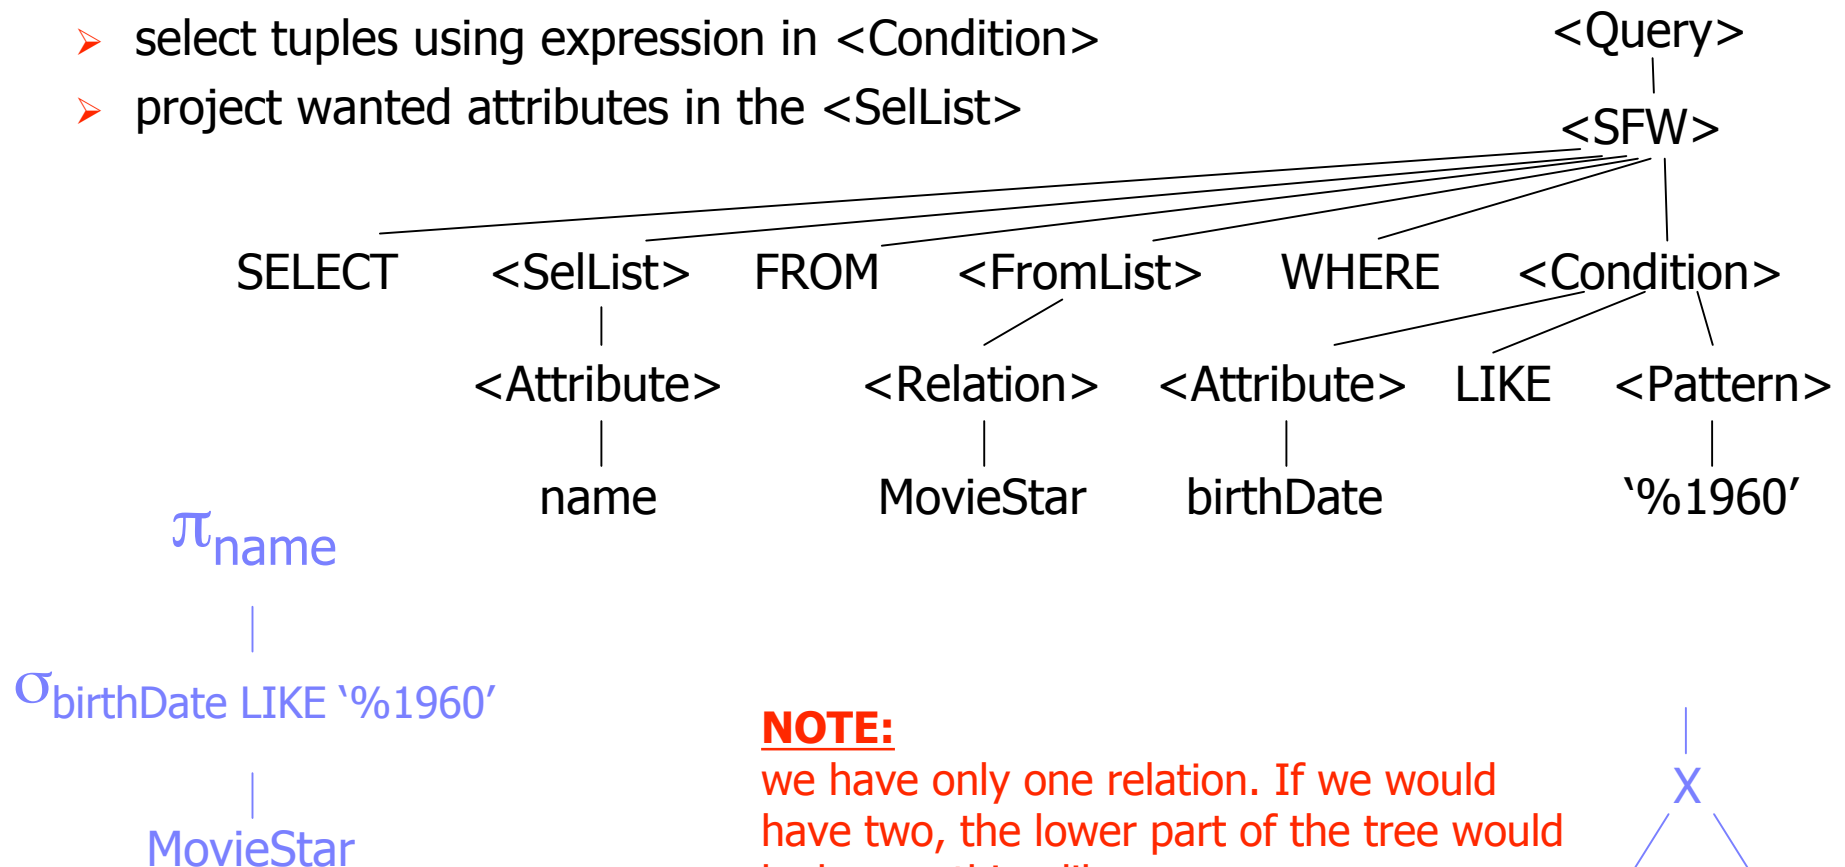 ➢ select tuples using expression in <Condition>
➢ project wanted attributes in the <SelList>
<Query>
<SFW>
SELECT <SelList> FROM <FromList> WHERE <Condition>
<Attribute> <Relation> <Attribute> LIKE <Pattern>
name MovieStar birthDate ‘%1960’
πname
σbirthDate LIKE ‘%1960’
MovieStar
NOTE:
we have only one relation. If we would
have two, the lower part of the tree would
X